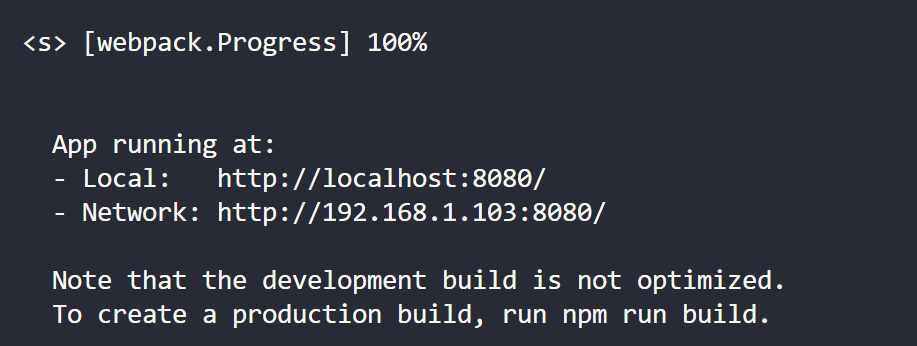 <s> [webpack.Progress] 100%
App running at:
- Local:   http://localhost:8080/
- Network: http://192.168.1.103:8080/
Note that the development build is not optimized.
To create a production build, run npm run build.